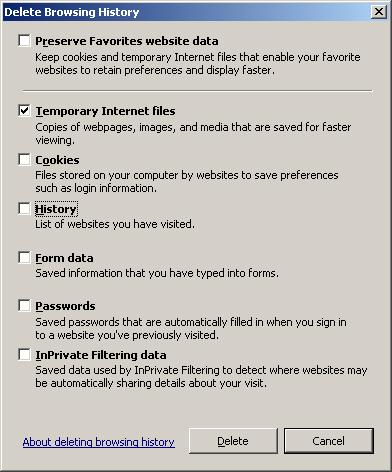 Delete Browsing History
Preserve Favorites website data
Keep cookies and temporary Internet files that enable your favorite
websites to retain preferences and display faster.
Temporary Internet files
Copies of webpages, images, and media that are saved for faster
viewing.
Cookies
Files stored on your computer by websites to save preferences
such as login information.
History
List of websites you have visited.
Form data
Saved information that you have typed into forms.
Passwords
Saved passwords that are automatically filled in when you sign in
to a website you've previously visited.
InPrivate Filtering data
Saved data used by InPrivate Filtering to detect where websites may
be automatically sharing details about your visit.
About deleting browsing history
Delete
Cancel